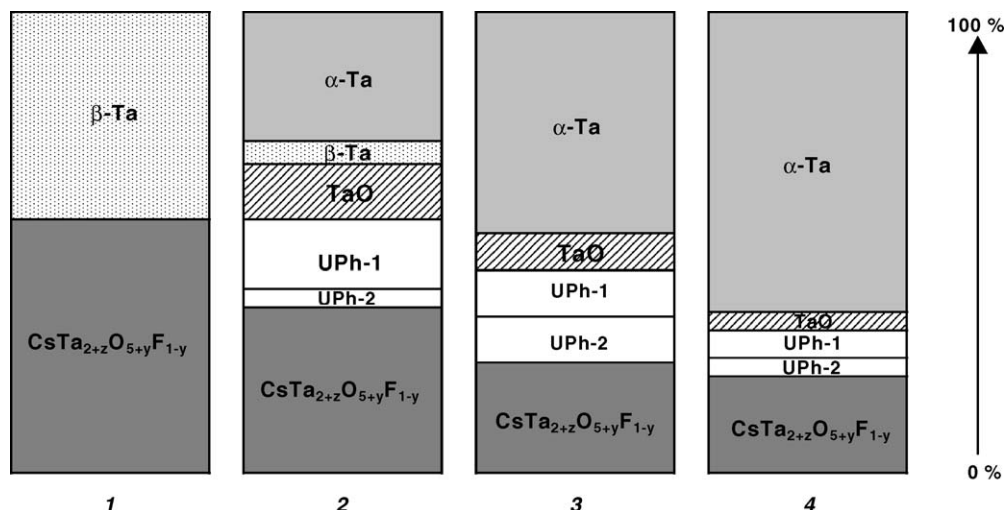 β-Ta
CsTa₂₊zO₅₊yF₁₋y
1
α-Ta
β-Ta
TaO
UPh-1
UPh-2
CsTa₂₊zO₅₊yF₁₋y
2
α-Ta
TaO
UPh-1
UPh-2
CsTa₂₊zO₅₊yF₁₋y
3
α-Ta
TaO
UPh-1
UPh-2
CsTa₂₊zO₅₊yF₁₋y
4
100 %
0 %